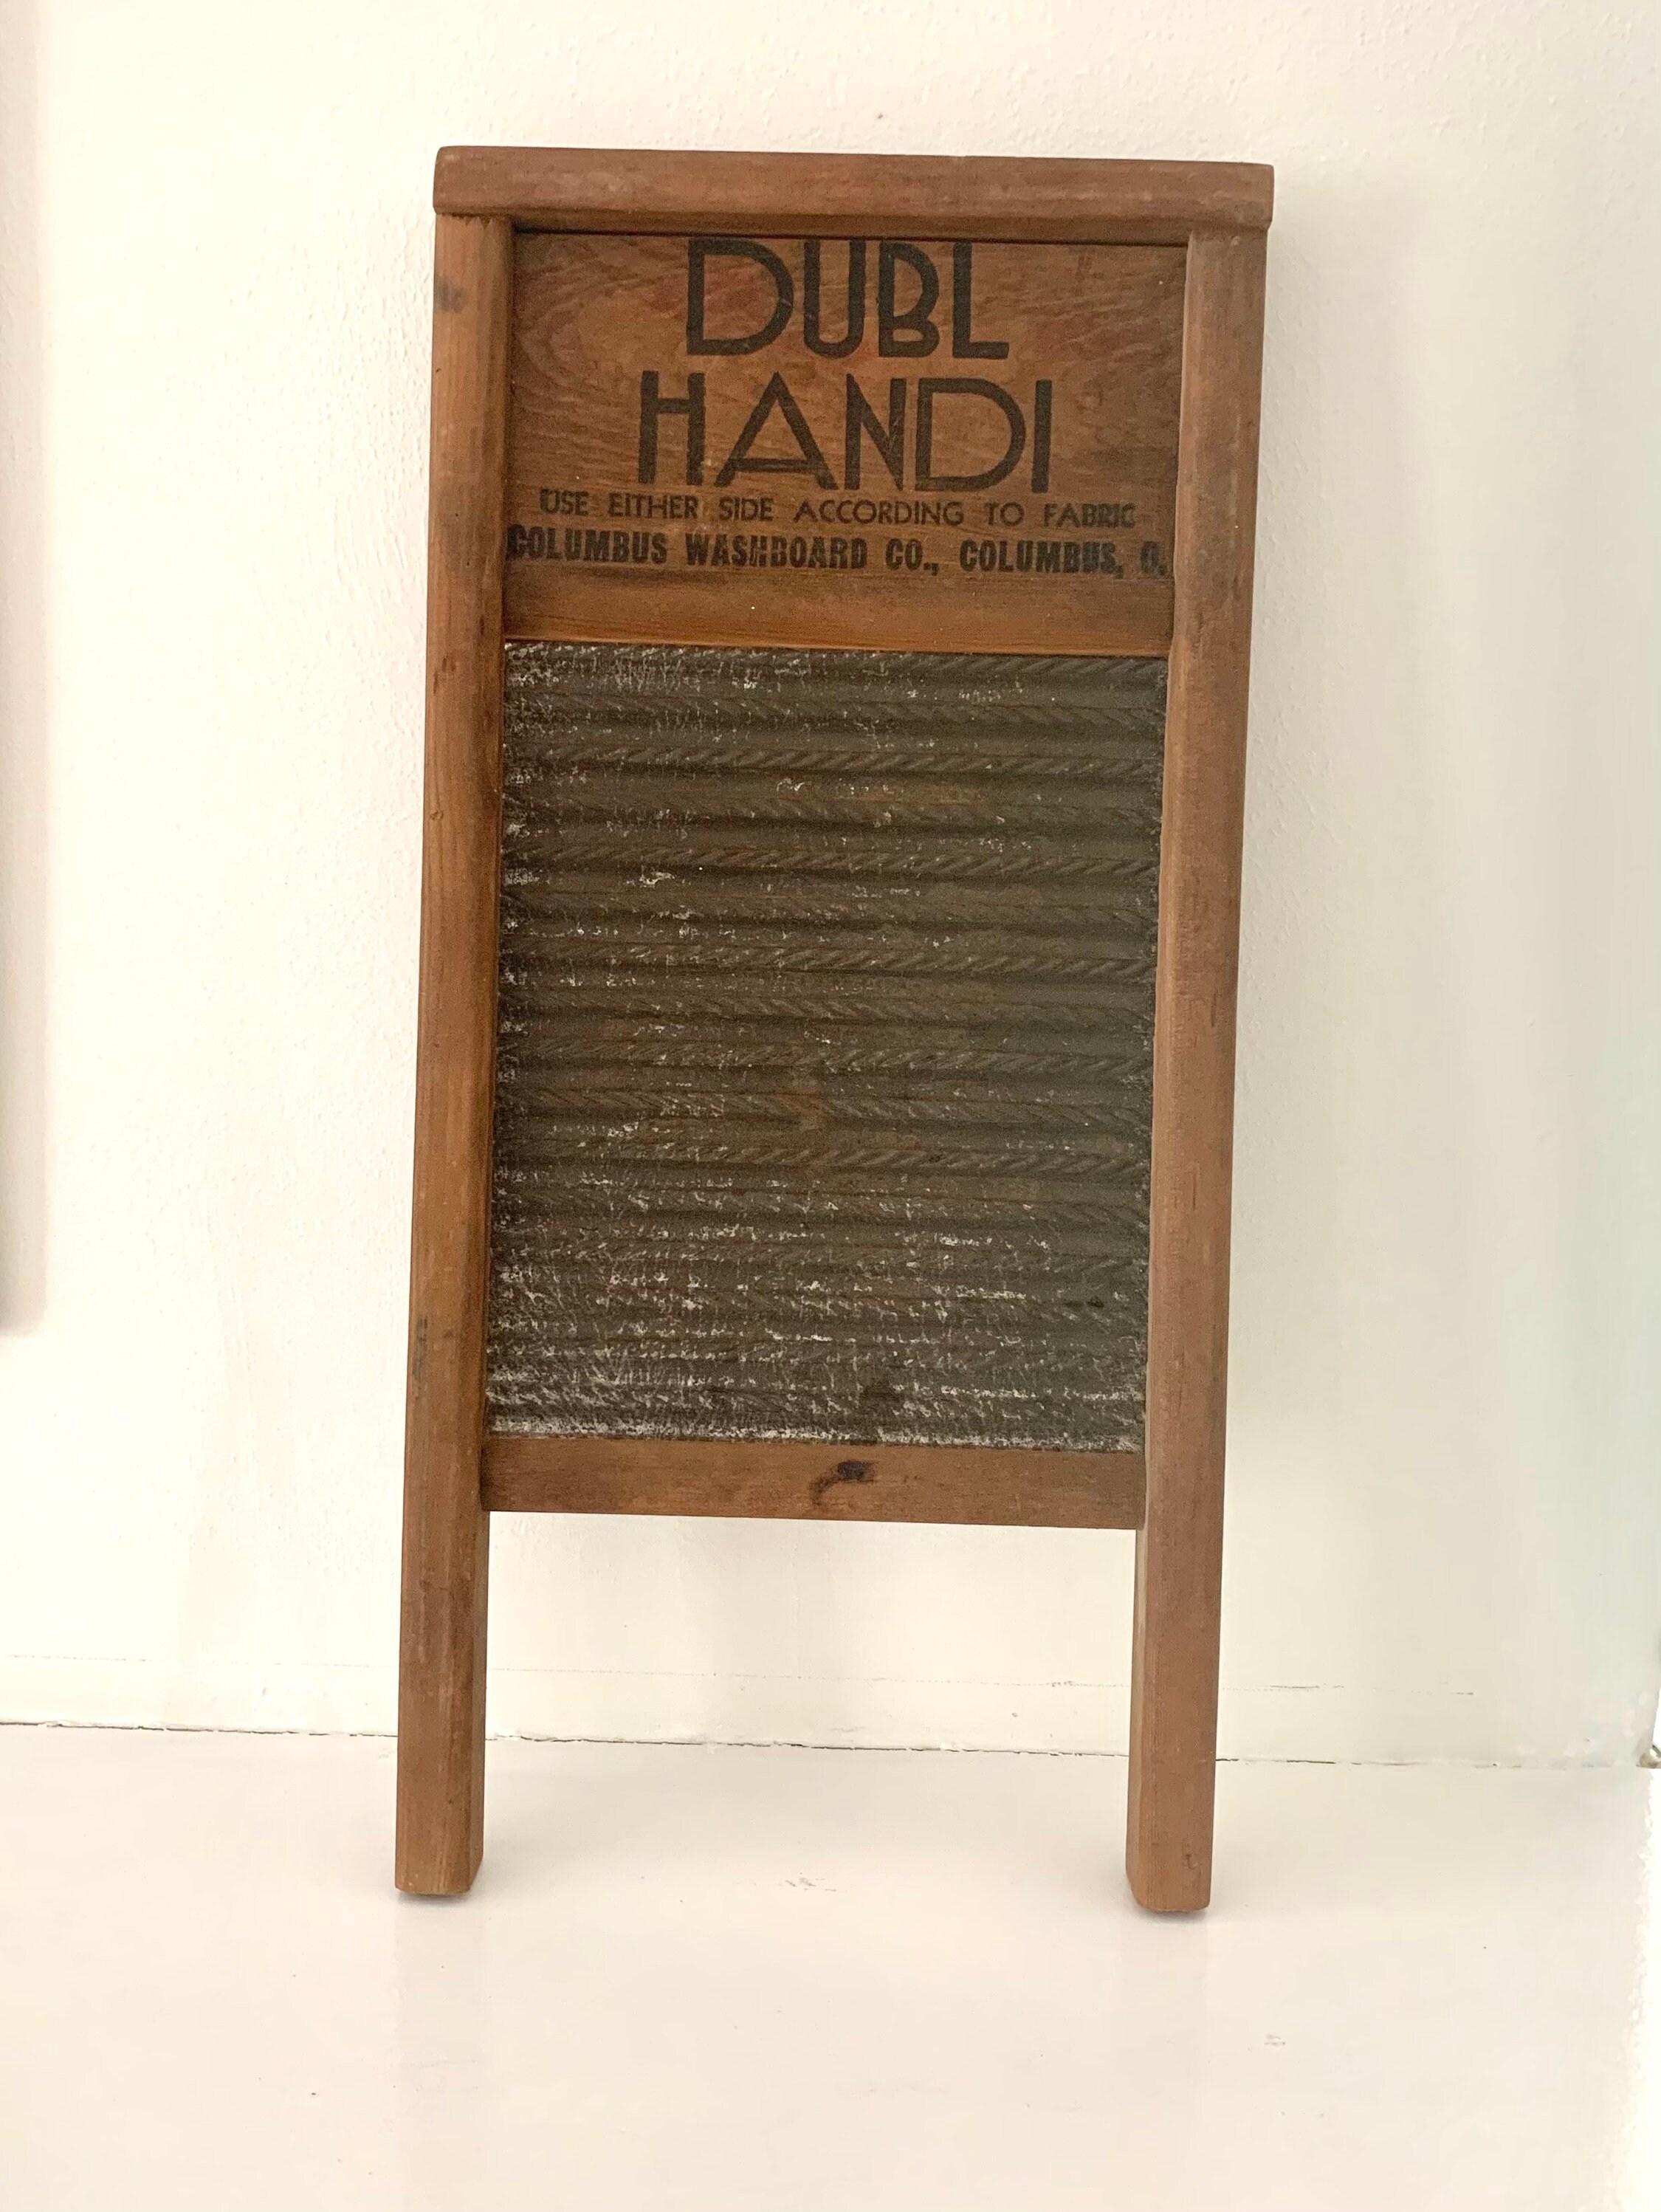 DUBL
HANDI
USE EITHER SIDE ACCORDING TO FABRIC
COLUMBUS WASHBOARD CO., COLUMBUS, O.